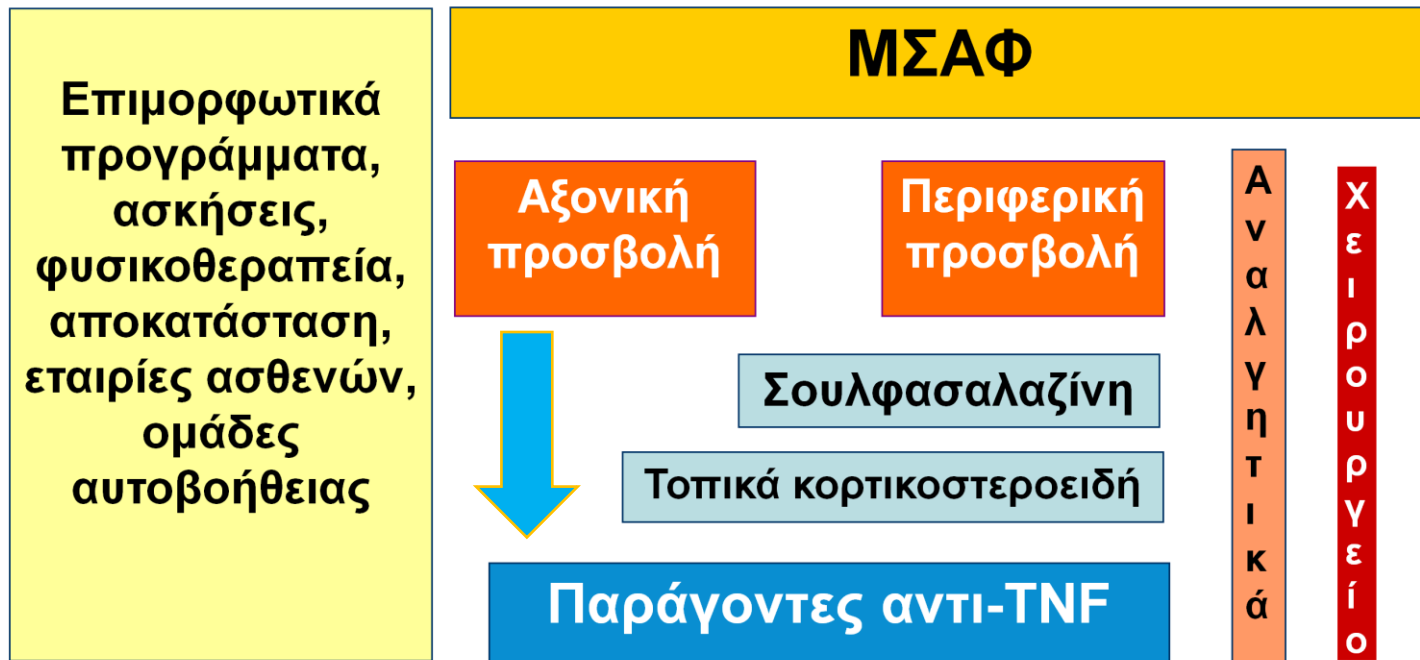 Επιμορφωτικά
προγράμματα,
ασκήσεις,
φυσικοθεραπεία,
αποκατάσταση,
εταιρίες ασθενών,
ομάδες
αυτοβοήθειας
ΜΣΑΦ
Αξονική
προσβολή
Περιφερική
προσβολή
Σουλφασαλαζίνη
Τοπικά κορτικοστεροειδή
Παράγοντες αντι-TNF
Αναλγητικά
Χειρουργείο